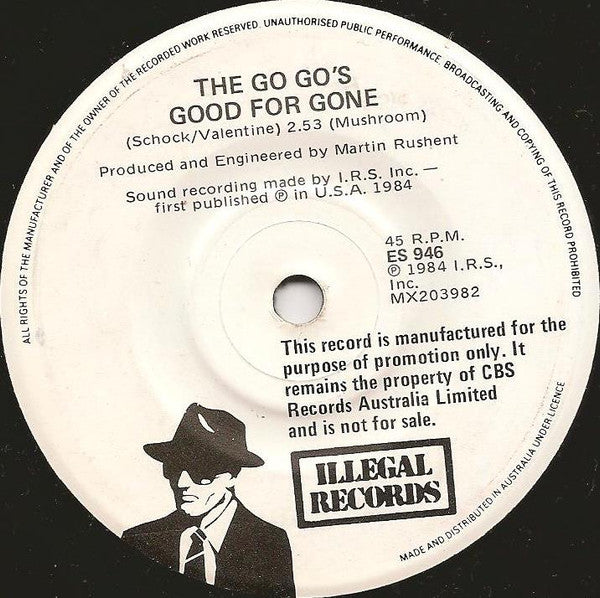 ALL RIGHTS OF THE MANUFACTURER AND OF THE OWNER OF THE RECORDED WORK RESERVED. UNAUTHORISED PUBLIC PERFORMANCE, BROADCASTING AND COPYING OF THIS RECORD PROHIBITED
THE GO GO'S
GOOD FOR GONE
(Schock/Valentine) 2.53 (Mushroom)
Produced and Engineered by Martin Rushent
Sound recording made by I.R.S. Inc. —
first published ℗ in U.S.A. 1984
45 R.P.M.
ES 946
℗ 1984 I.R.S.,
Inc.
MX203982
This record is manufactured for the
purpose of promotion only. It
remains the property of CBS
Records Australia Limited
and is not for sale.
ILLEGAL
RECORDS
MADE AND DISTRIBUTED IN AUSTRALIA UNDER LICENCE